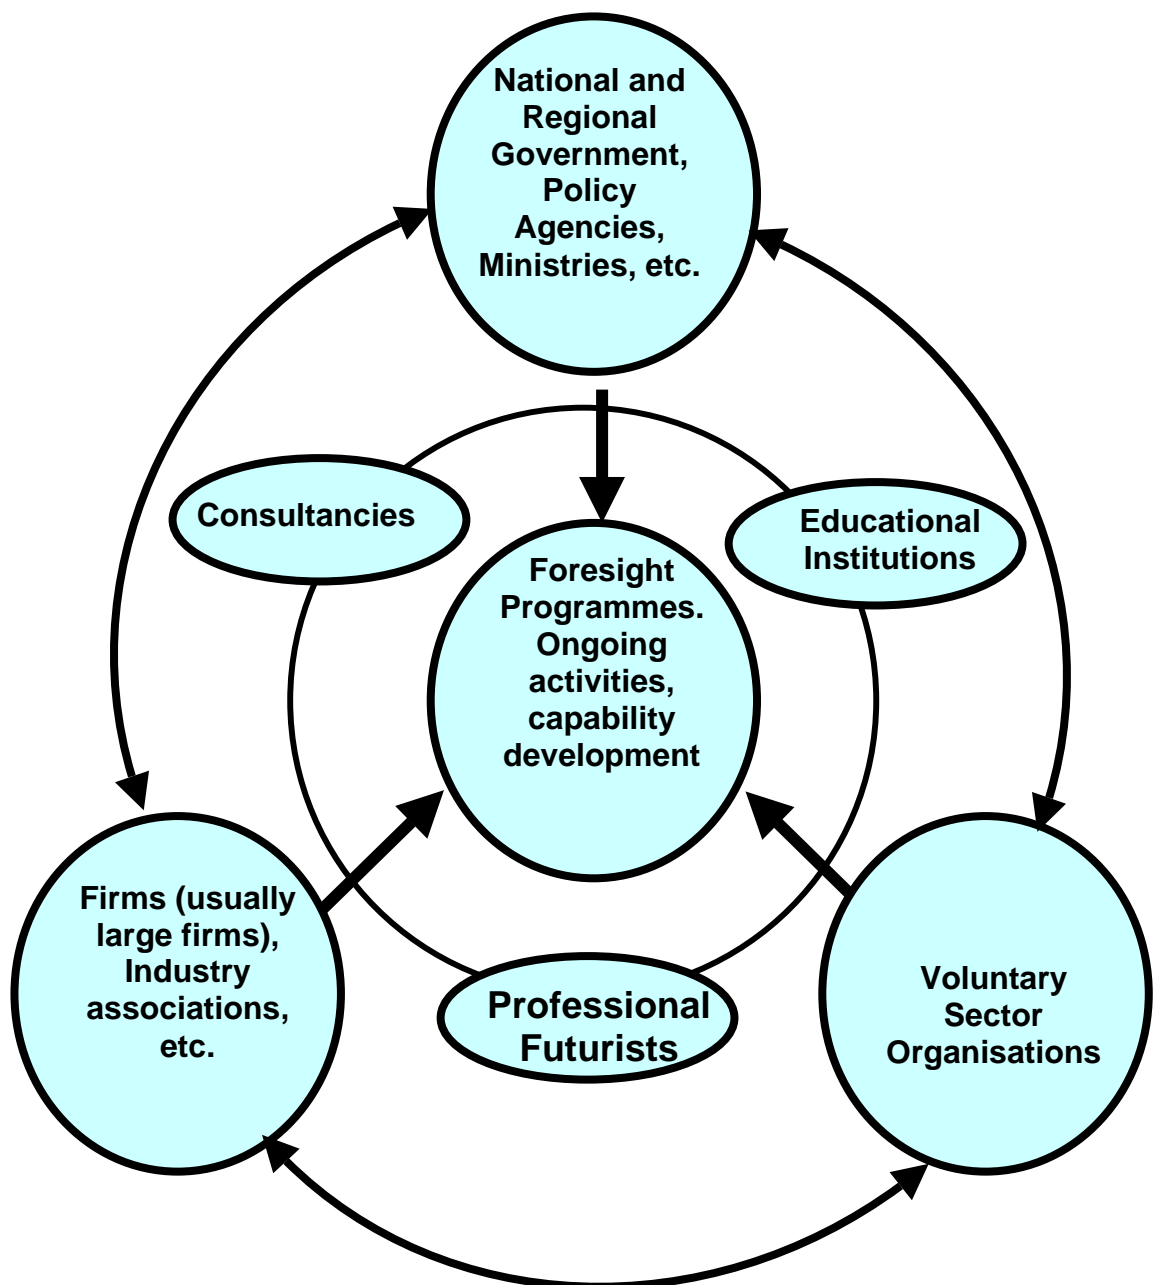 National and
Regional
Government,
Policy
Agencies,
Ministries, etc.
Consultancies
Educational
Institutions
Foresight
Programmes.
Ongoing
activities,
capability
development
Firms (usually
large firms),
Industry
associations,
etc.
Professional
Futurists
Voluntary
Sector
Organisations